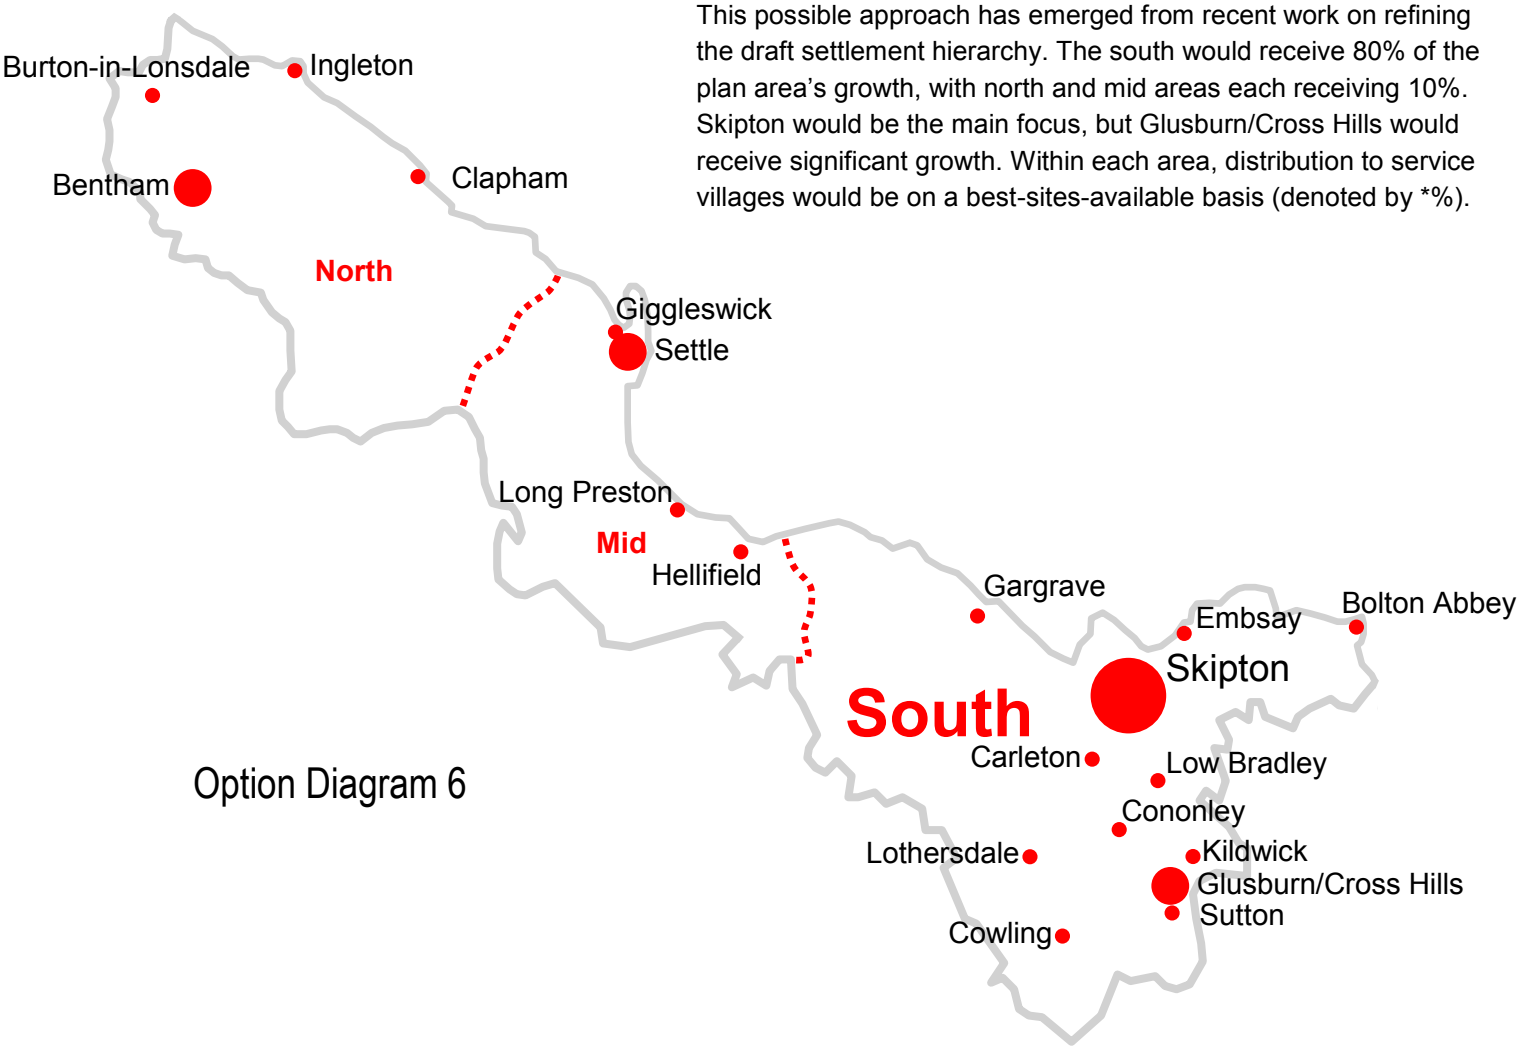 This possible approach has emerged from recent work on refining
the draft settlement hierarchy. The south would receive 80% of the
plan area’s growth, with north and mid areas each receiving 10%.
Skipton would be the main focus, but Glusburn/Cross Hills would
receive significant growth. Within each area, distribution to service
villages would be on a best-sites-available basis (denoted by *%).
Burton-in-Lonsdale
Ingleton
Bentham
Clapham
North
Giggleswick
Settle
Long Preston
Mid
Hellifield
Gargrave
Embsay
Bolton Abbey
Skipton
South
Carleton
Low Bradley
Option Diagram 6
Cononley
Lothersdale
Kildwick
Glusburn/Cross Hills
Sutton
Cowling